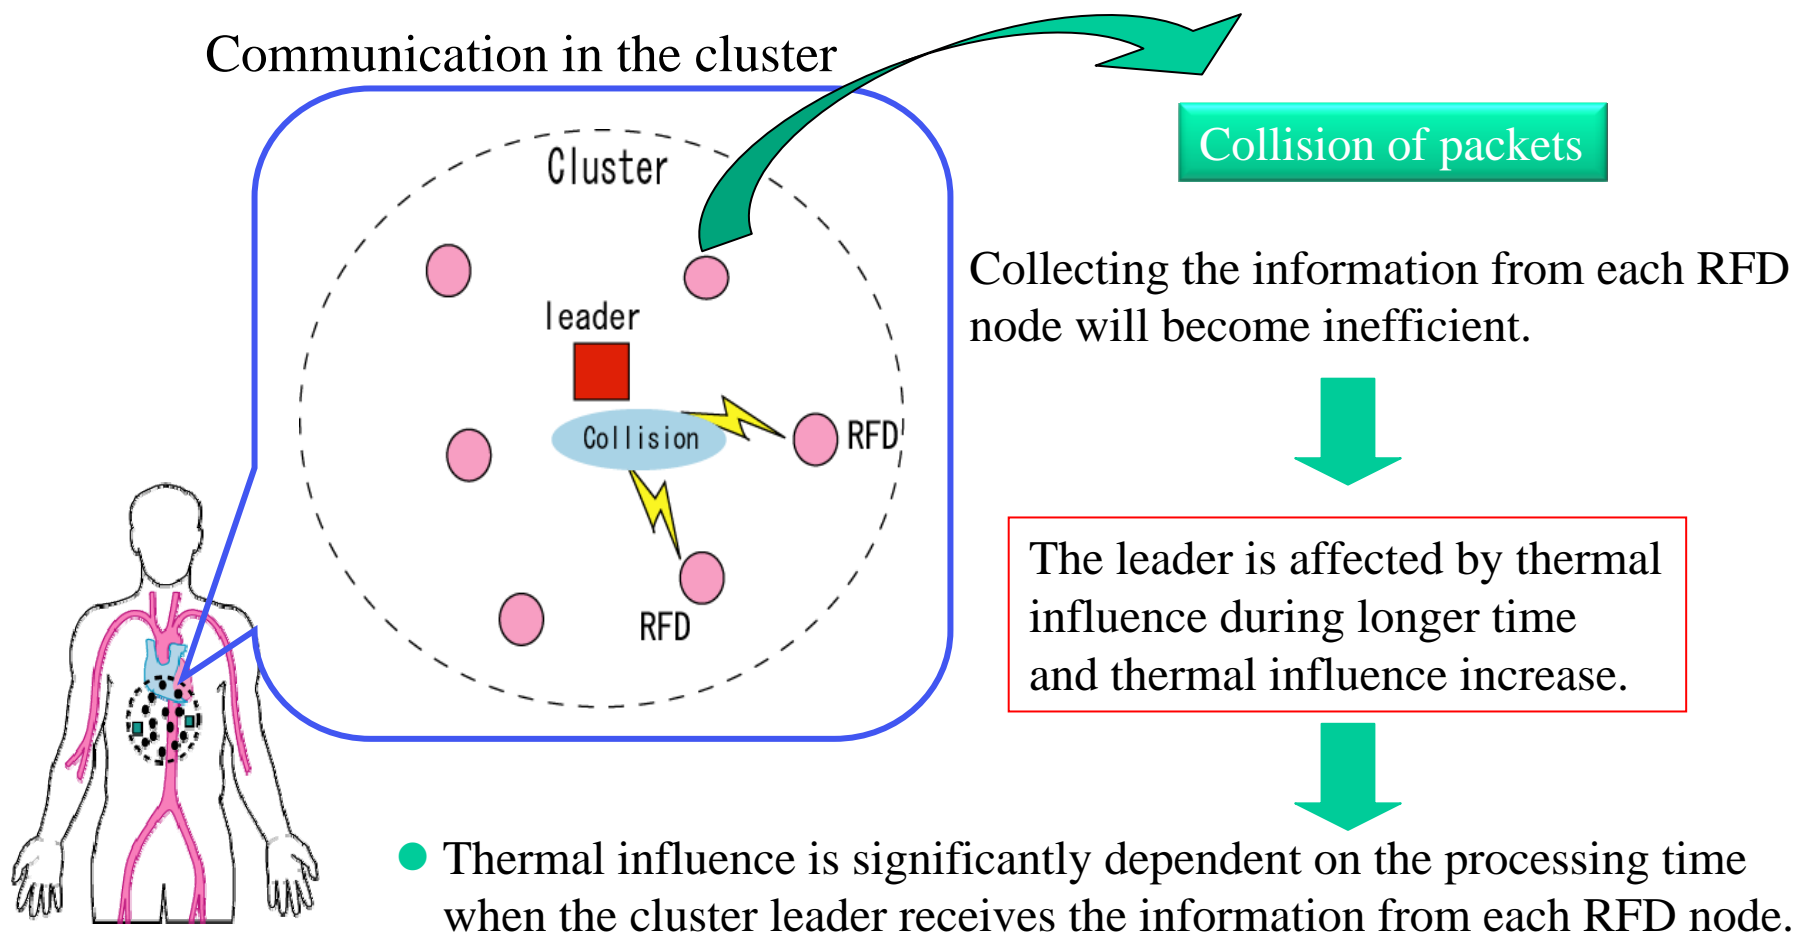 Communication in the cluster
Cluster
leader
Collision
RFD
RFD
Collision of packets
Collecting the information from each RFD
node will become inefficient.
The leader is affected by thermal
influence during longer time
and thermal influence increase.
Thermal influence is significantly dependent on the processing time
when the cluster leader receives the information from each RFD node.